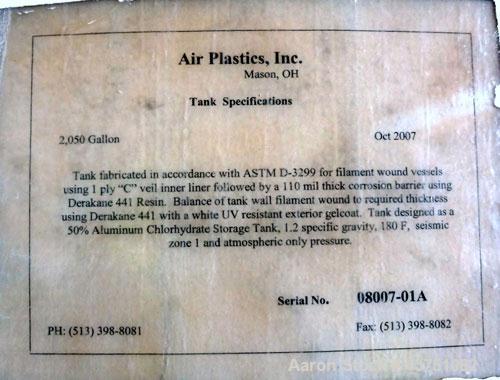 Air Plastics, Inc.
Mason, OH
Tank Specifications
2,050 Gallon Oct 2007
Tank fabricated in accordance with ASTM D-3299 for filament wound vessels
using 1 ply “C” veil inner liner followed by a 110 mil thick corrosion barrier using
Derakane 441 Resin. Balance of tank wall filament wound to required thickness
using Derakane 441 with a white UV resistant exterior gelcoat. Tank designed as a
50% Aluminum Chlorhydrate Storage Tank, 1.2 specific gravity, 180 F, seismic
zone 1 and atmospheric only pressure.
Serial No. 08007-01A
PH: (513) 398-8081 Fax: (513) 398-8082
Aaron